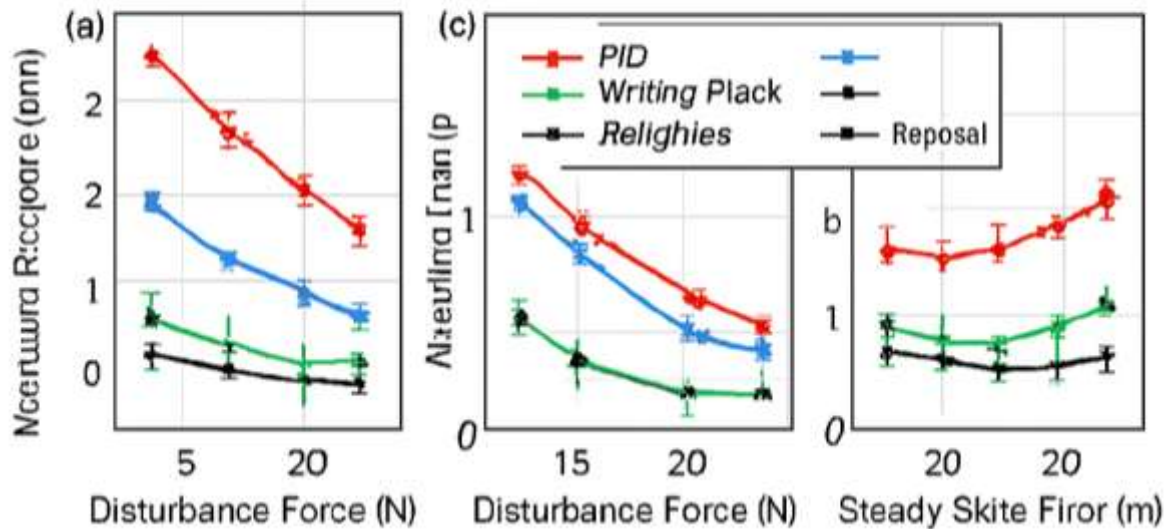 (a)
2
2
1
0
5 20
Disturbance Force (N)
(c)
PID
Writing Plack
Relighies
Reposal
1
0
15 20
Disturbance Force (N)
b
1
0
20 20
Steady Skite Firor (m)